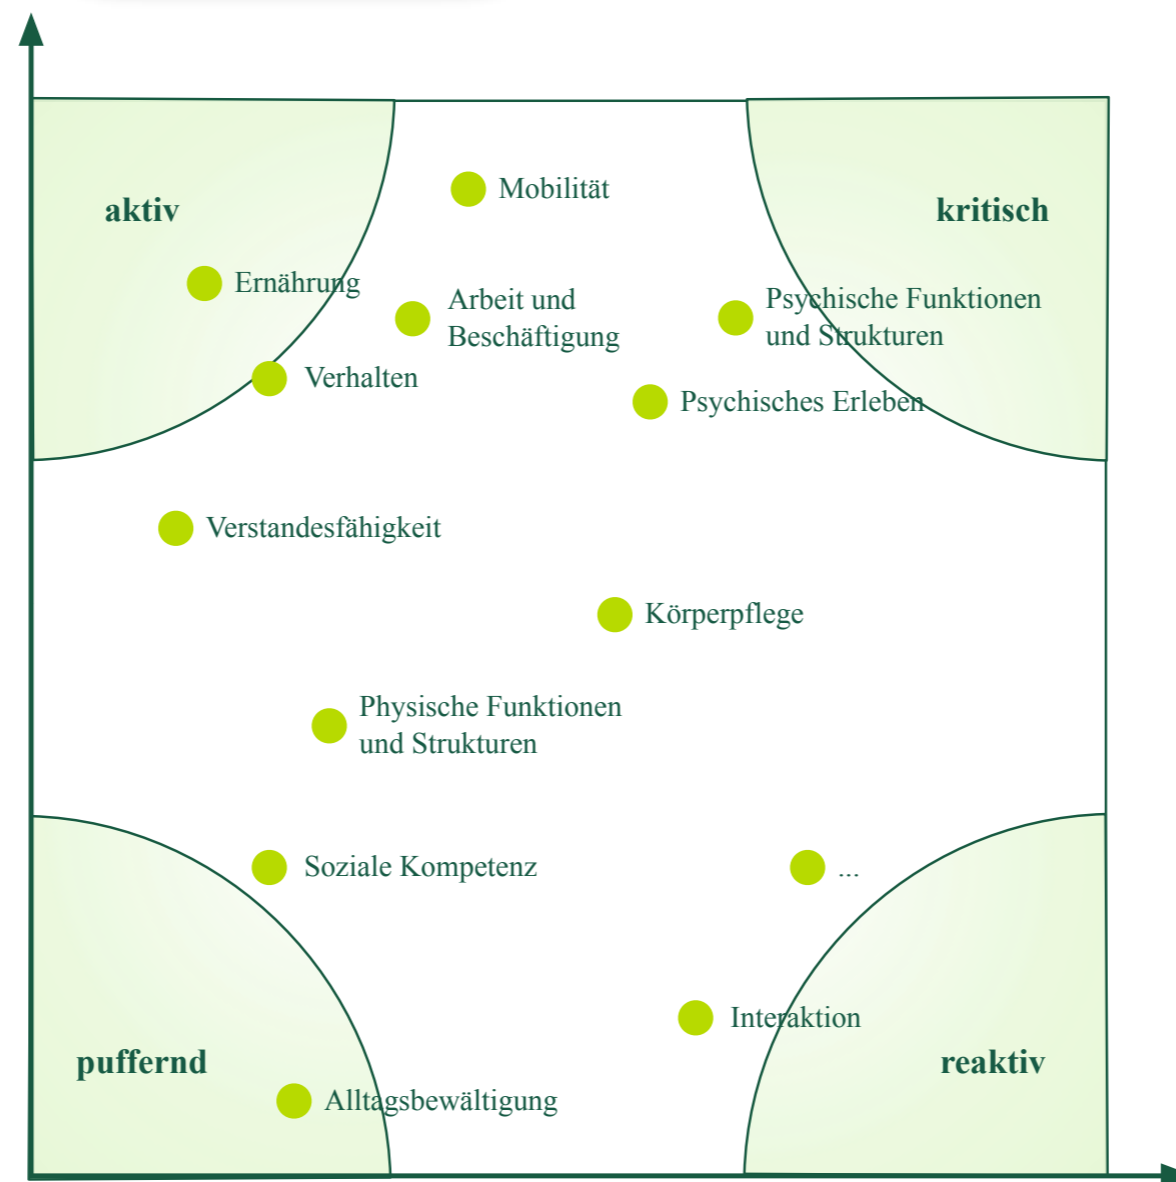 Mobilität
aktiv
kritisch
Ernährung
Arbeit und
Beschäftigung
Psychische Funktionen
und Strukturen
Verhalten
Psychisches Erleben
Verstandesfähigkeit
Körperpflege
Physische Funktionen
und Strukturen
Soziale Kompetenz
...
Interaktion
puffernd
reaktiv
Alltagsbewältigung